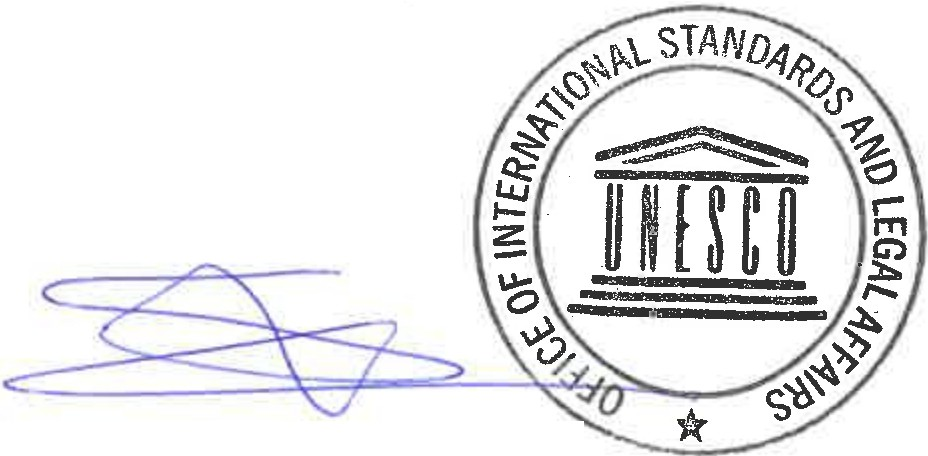 OFFICE OF INTERNATIONAL STANDARDS AND LEGAL AFFAIRS
UNESCO